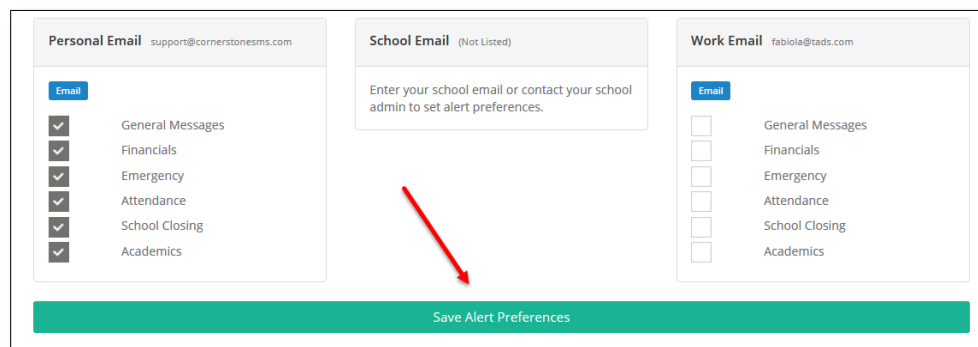 Personal Email support@cornerstonesms.com
Email
General Messages
Financials
Emergency
Attendance
School Closing
Academics
School Email (Not Listed)
Enter your school email or contact your school
admin to set alert preferences.
Work Email fabiola@tads.com
Email
General Messages
Financials
Emergency
Attendance
School Closing
Academics
Save Alert Preferences